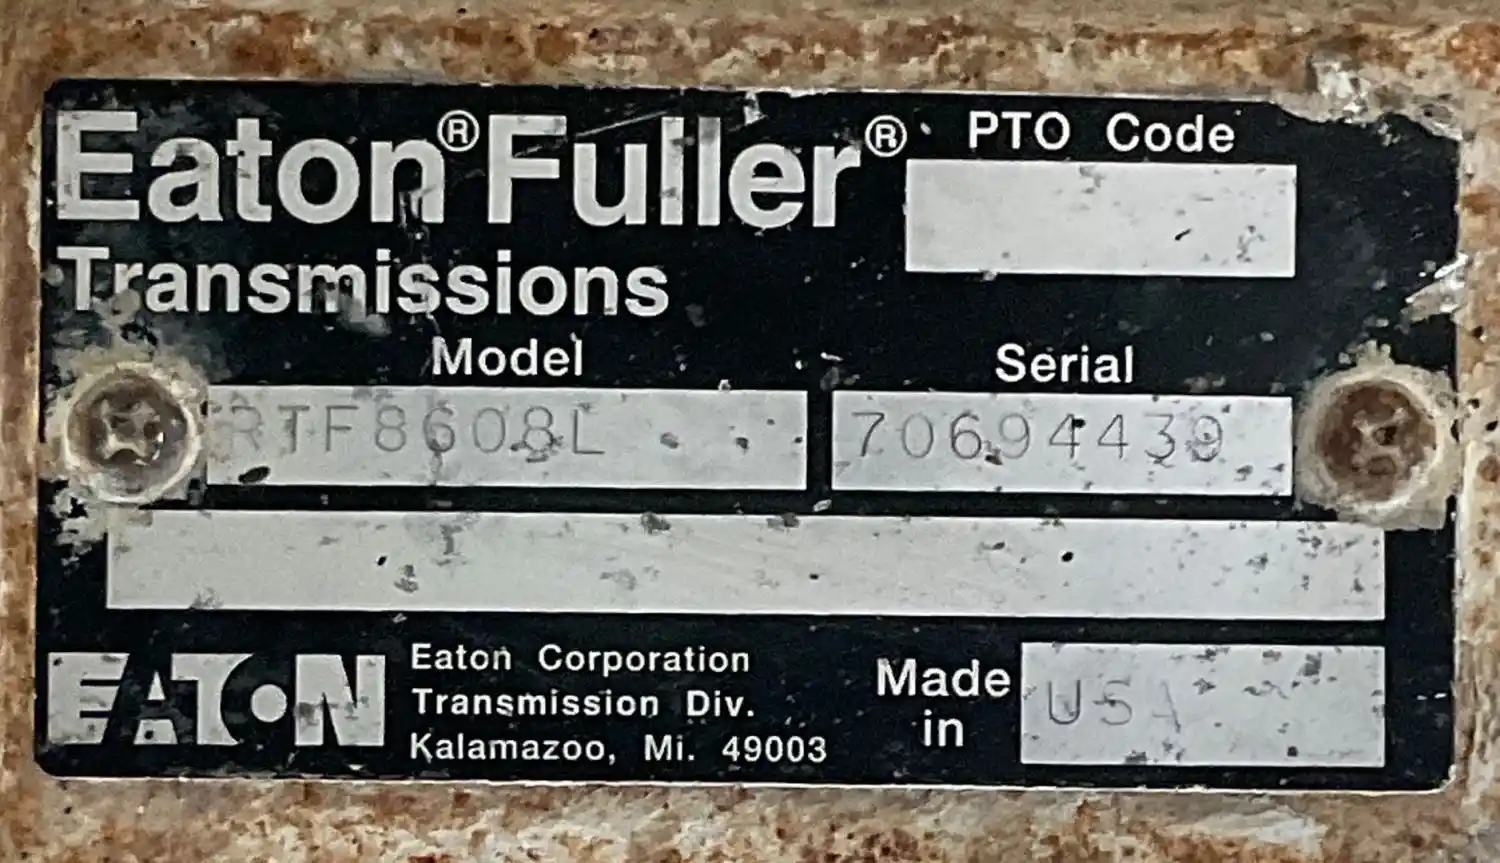 Eaton® Fuller®
Transmissions
PTO Code
Model
Serial
RTF8608L
70694439
EATON
Eaton Corporation
Transmission Div.
Kalamazoo, Mi. 49003
Made
in
USA